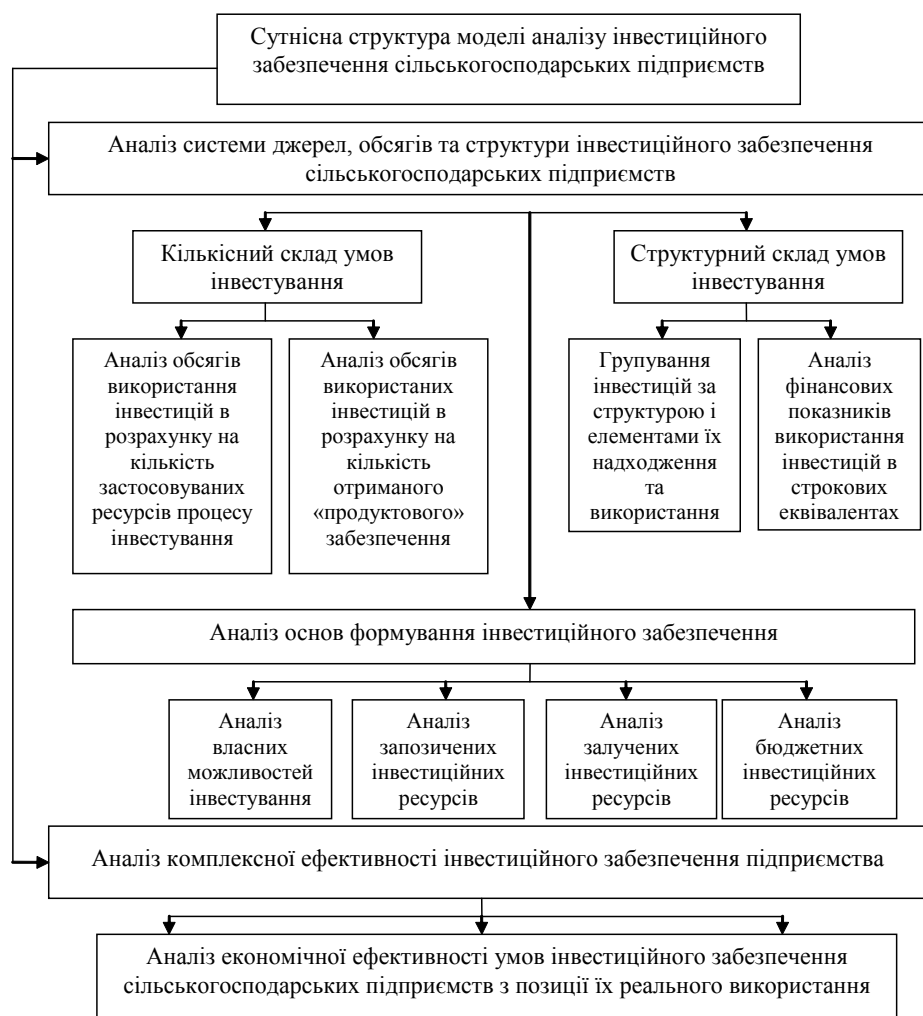 Сутнісна структура моделі аналізу інвестиційного
забезпечення сільськогосподарських підприємств
Аналіз системи джерел, обсягів та структури інвестиційного забезпечення
сільськогосподарських підприємств
Кількісний склад умов
інвестування
Структурний склад умов
інвестування
Аналіз обсягів
використання
інвестицій в
розрахунку на
кількість
застосовуваних
ресурсів процесу
інвестування
Аналіз обсягів
використаних
інвестицій в
розрахунку на
кількість
отриманого
«продуктового»
забезпечення
Групування
інвестицій за
структурою і
елементами їх
надходження
та
використання
Аналіз
фінансових
показників
використання
інвестицій в
строкових
еквівалентах
Аналіз основ формування інвестиційного забезпечення
Аналіз
власних
можливостей
інвестування
Аналіз
запозичених
інвестиційних
ресурсів
Аналіз
залучених
інвестиційних
ресурсів
Аналіз
бюджетних
інвестиційних
ресурсів
Аналіз комплексної ефективності інвестиційного забезпечення підприємства
Аналіз економічної ефективності умов інвестиційного забезпечення
сільськогосподарських підприємств з позиції їх реального використання